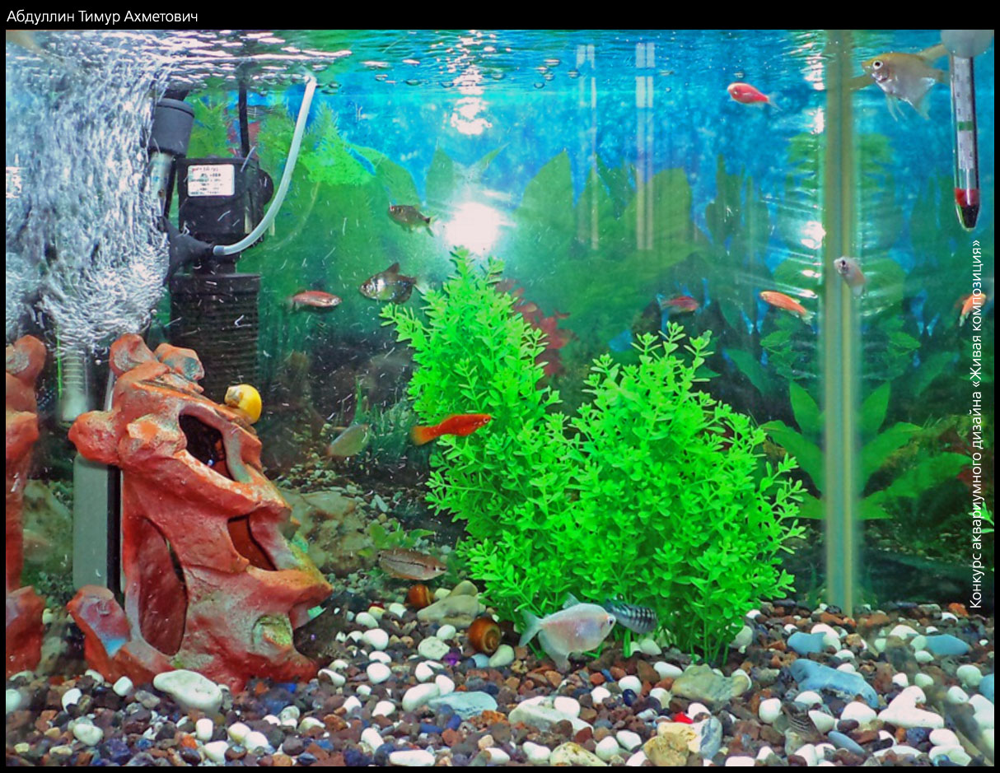 Абдуллин Тимур Ахметович
Конкурс аквариумного дизайна «Живая композиция»